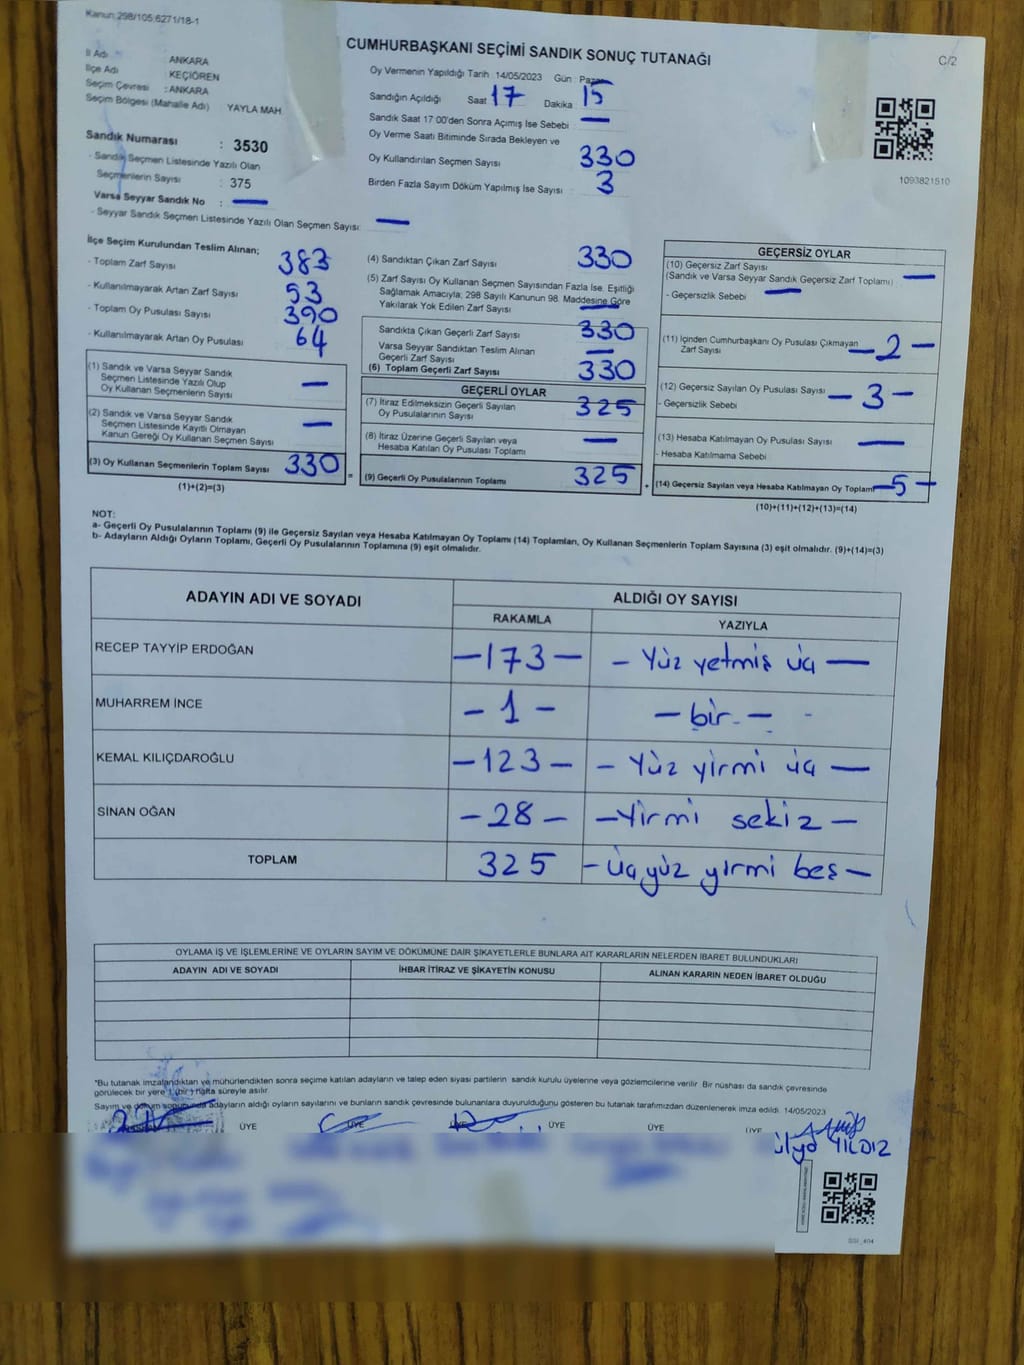 Kanun:298/105,6271/18-1
CUMHURBAŞKANI SEÇİMİ SANDIK SONUÇ TUTANAĞI
C/2
İl Adı ANKARA
İlçe Adı KEÇİÖREN
Seçim Çevresi : ANKARA
Seçim Bölgesi (Mahalle Adı) YAYLA MAH.
Sandık Numarası : 3530
- Sandık Seçmen Listesinde Yazılı Olan
Seçmenlerin Sayısı : 375
Varsa Seyyar Sandık No : —
- Seyyar Sandık Seçmen Listesinde Yazılı Olan Seçmen Sayısı: —
Oy Vermenin Yapıldığı Tarih 14/05/2023 Gün Pazar
Sandığın Açıldığı Saat 17 Dakika 15
Sandık Saat 17:00'den Sonra Açımış İse Sebebi —
Oy Verme Saati Bitiminde Sırada Bekleyen ve
Oy Kullandırılan Seçmen Sayısı 330
Birden Fazla Sayım Döküm Yapılmış İse Sayısı 3
1093821510
İlçe Seçim Kurulundan Teslim Alınan;
- Toplam Zarf Sayısı 383
- Kullanılmayarak Artan Zarf Sayısı 53
- Toplam Oy Pusulası Sayısı 390
- Kullanılmayarak Artan Oy Pusulası 64
(1) Sandık ve Varsa Seyyar Sandık
Seçmen Listesinde Yazılı Olup
Oy Kullanan Seçmenlerin Sayısı —
(2) Sandık ve Varsa Seyyar Sandık
Seçmen Listesinde Kayıtlı Olmayan
Kanun Gereği Oy Kullanan Seçmen Sayısı —
(3) Oy Kullanan Seçmenlerin Toplam Sayısı 330
(1)+(2)=(3)
(4) Sandıktan Çıkan Zarf Sayısı 330
(5) Zarf Sayısı Oy Kullanan Seçmen Sayısından Fazla İse, Eşitliği
Sağlamak Amacıyla, 298 Sayılı Kanunun 98. Maddesine Göre
Yakılarak Yok Edilen Zarf Sayısı —
Sandıkta Çıkan Geçerli Zarf Sayısı 330
Varsa Seyyar Sandıktan Teslim Alınan
Geçerli Zarf Sayısı —
(6) Toplam Geçerli Zarf Sayısı 330
GEÇERLİ OYLAR
(7) İtiraz Edilmeksizin Geçerli Sayılan
Oy Pusulalarının Sayısı 325
(8) İtiraz Üzerine Geçerli Sayılan veya
Hesaba Katılan Oy Pusulası Toplamı —
= (9) Geçerli Oy Pusulalarının Toplamı 325 +
GEÇERSİZ OYLAR
(10) Geçersiz Zarf Sayısı
(Sandık ve Varsa Seyyar Sandık Geçersiz Zarf Toplamı) : —
- Geçersizlik Sebebi —
(11) İçinden Cumhurbaşkanı Oy Pusulası Çıkmayan
Zarf Sayısı — 2 —
(12) Geçersiz Sayılan Oy Pusulası Sayısı — 3 —
- Geçersizlik Sebebi
(13) Hesaba Katılmayan Oy Pusulası Sayısı —
- Hesaba Katılmama Sebebi
(14) Geçersiz Sayılan veya Hesaba Katılmayan Oy Toplamı — 5 —
(10)+(11)+(12)+(13)=(14)
NOT:
a- Geçerli Oy Pusulalarının Toplamı (9) ile Geçersiz Sayılan veya Hesaba Katılmayan Oy Toplamı (14) Toplamları, Oy Kullanan Seçmenlerin Toplam Sayısına (3) eşit olmalıdır. (9)+(14)=(3)
b- Adayların Aldığı Oyların Toplamı, Geçerli Oy Pusulalarının Toplamına (9) eşit olmalıdır.
ADAYIN ADI VE SOYADI
ALDIĞI OY SAYISI
RAKAMLA YAZIYLA
RECEP TAYYİP ERDOĞAN — 173 — — Yüz yetmiş üç —
MUHARREM İNCE — 1 — — bir — -
KEMAL KILIÇDAROĞLU — 123 — — Yüz yirmi üç —
SİNAN OĞAN — 28 — — Yirmi sekiz —
TOPLAM 325 — Üçyüz yirmi beş —
OYLAMA İŞ VE İŞLEMLERİNE VE OYLARIN SAYIM VE DÖKÜMÜNE DAİR ŞİKAYETLERLE BUNLARA AİT KARARLARIN NELERDEN İBARET BULUNDUKLARI
ADAYIN ADI VE SOYADI İHBAR İTİRAZ VE ŞİKAYETİN KONUSU ALINAN KARARIN NEDEN İBARET OLDUĞU
*Bu tutanak imzalandıktan ve mühürlendikten sonra seçime katılan adayların ve talep eden siyasi partilerin sandık kurulu üyelerine veya gözlemcilerine verilir. Bir nüshası da sandık çevresinde
görülecek bir yere 1 (bir) hafta süreyle asılır.
Sayım ve döküm sonucunda adayların aldığı oyların sayılarını ve bunların sandık çevresinde bulunanlara duyurulduğunu gösteren bu tutanak tarafımızdan düzenlenerek imza edildi. 14/05/2023
ÜYE ÜYE ÜYE ÜYE ÜYE ÜYE
YILDIZ